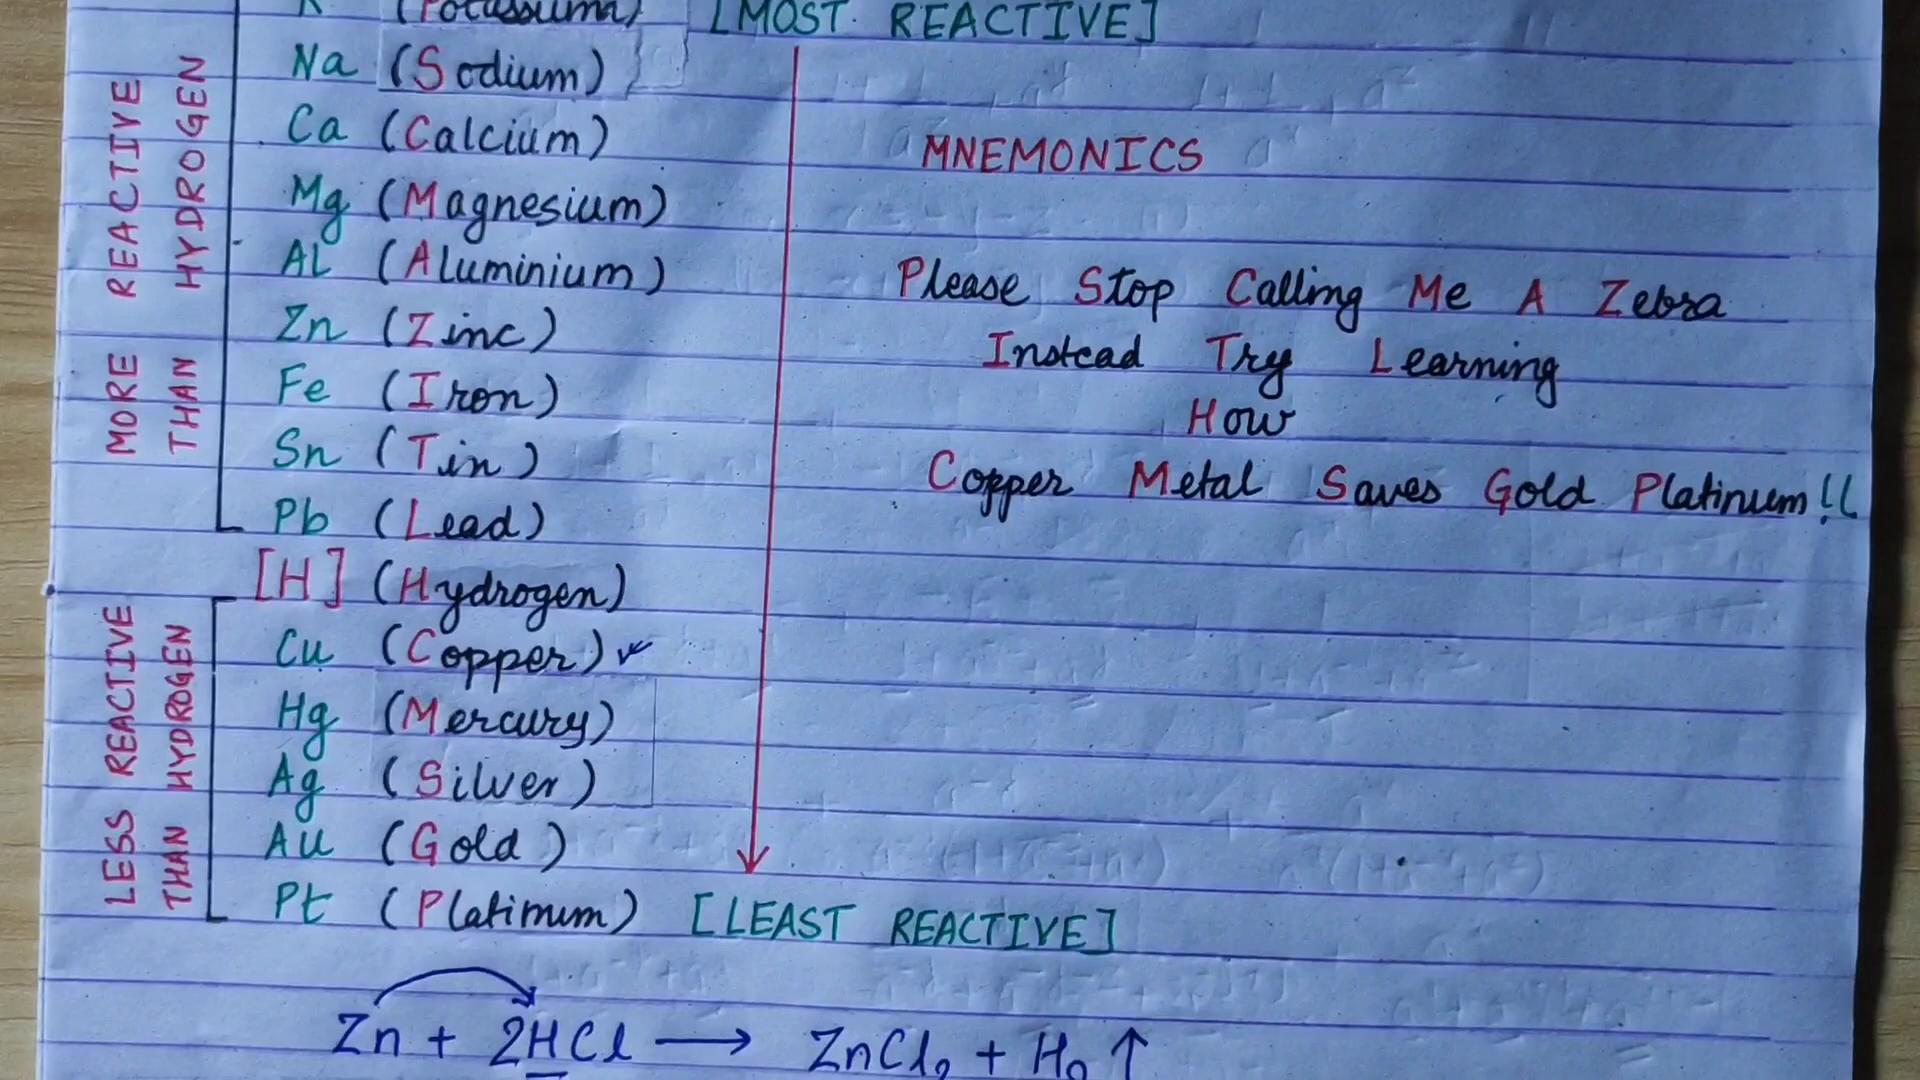 K (Potassium) [MOST REACTIVE]
Na (Sodium)
Ca (Calcium)
Mg (Magnesium)
Al (Aluminium)
Zn (Zinc)
Fe (Iron)
Sn (Tin)
Pb (Lead)
[H] (Hydrogen)
Cu (Copper) ✓
Hg (Mercury)
Ag (Silver)
Au (Gold)
Pt (Platinum) [LEAST REACTIVE]
MORE REACTIVE
THAN HYDROGEN
LESS REACTIVE
THAN HYDROGEN
MNEMONICS
Please Stop Calling Me A Zebra
Instead Try Learning
How
Copper Metal Saves Gold Platinum!!
Zn + 2HCl → ZnCl2 + H2 ↑